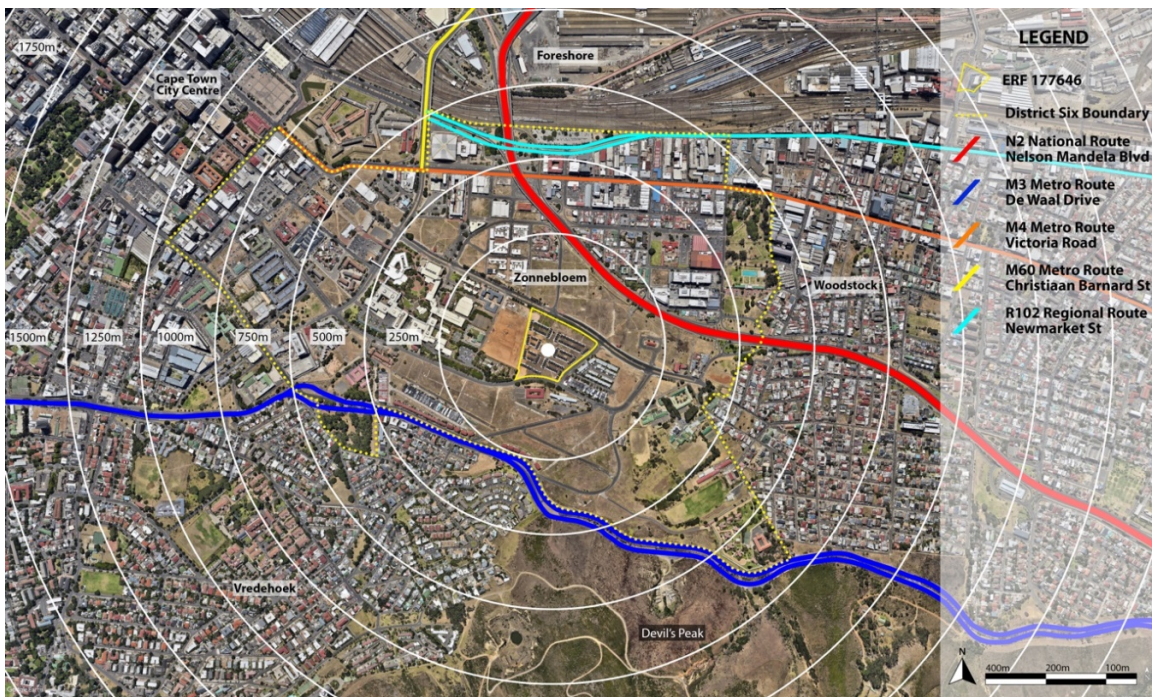 1750m
Cape Town
City Centre
Foreshore
Zonnebloem
Woodstock
1500m
1250m
1000m
750m
500m
250m
Vredehoek
Devil's Peak
LEGEND
ERF 177646
District Six Boundary
N2 National Route
Nelson Mandela Blvd
M3 Metro Route
De Waal Drive
M4 Metro Route
Victoria Road
M60 Metro Route
Christiaan Barnard St
R102 Regional Route
Newmarket St
N
400m
200m
100m